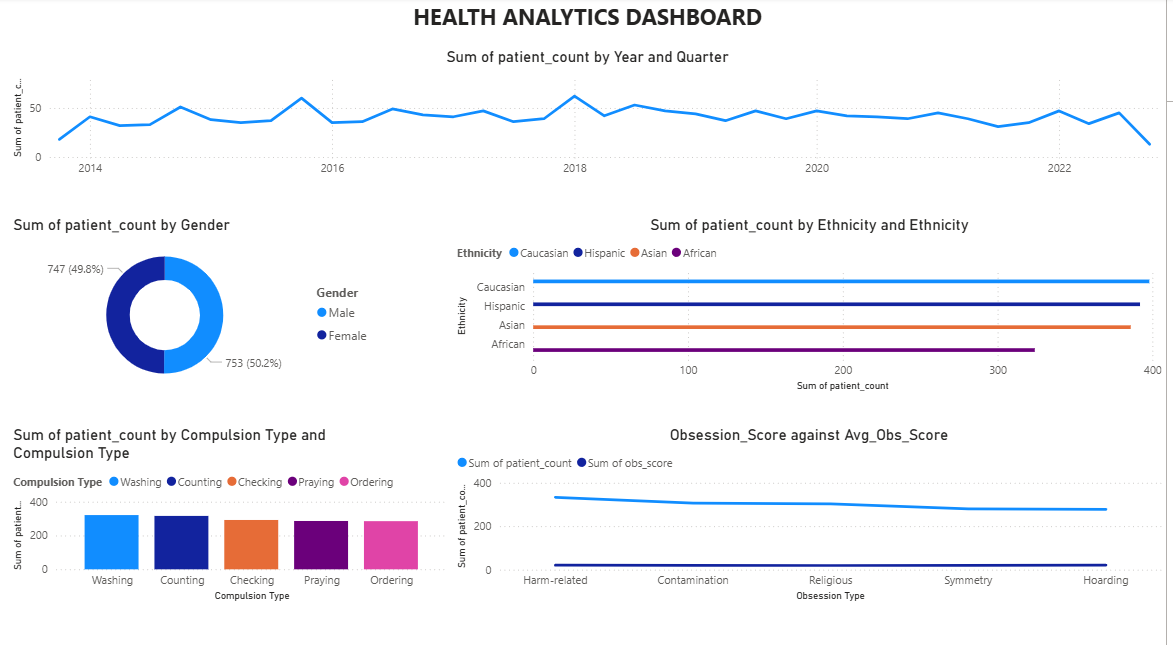 HEALTH ANALYTICS DASHBOARD
Sum of patient_count by Year and Quarter
Sum of patient_c...
50
0
2014 2016 2018 2020 2022
Sum of patient_count by Gender
747 (49.8%)
753 (50.2%)
Gender
Male
Female
Sum of patient_count by Ethnicity and Ethnicity
Ethnicity Caucasian Hispanic Asian African
Ethnicity
Caucasian
Hispanic
Asian
African
0 100 200 300 400
Sum of patient_count
Sum of patient_count by Compulsion Type and
Compulsion Type
Compulsion Type Washing Counting Checking Praying Ordering
Sum of patient...
400
200
0
Washing Counting Checking Praying Ordering
Compulsion Type
Obsession_Score against Avg_Obs_Score
Sum of patient_count Sum of obs_score
Sum of patient_co...
400
200
0
Harm-related Contamination Religious Symmetry Hoarding
Obsession Type